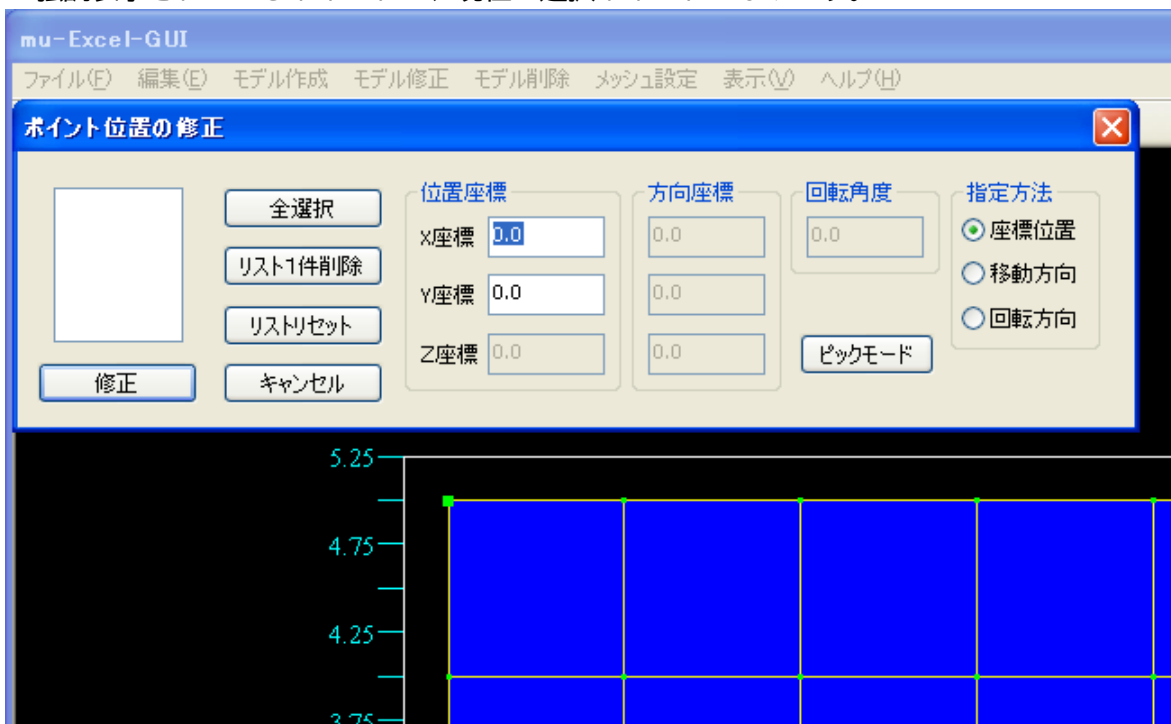 mu-Excel-GUI
ファイル(F) 編集(E) モデル作成 モデル修正 モデル削除 メッシュ設定 表示(V) ヘルプ(H)
ポイント位置の修正
全選択
リスト1件削除
リストリセット
修正
キャンセル
位置座標
X座標 0.0
Y座標 0.0
Z座標 0.0
方向座標
0.0
0.0
0.0
回転角度
0.0
ピックモード
指定方法
座標位置
移動方向
回転方向
5.25
4.75
4.25
3.75